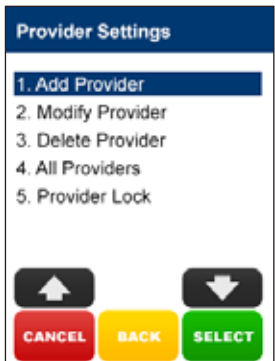 Provider Settings
1. Add Provider
2. Modify Provider
3. Delete Provider
4. All Providers
5. Provider Lock
CANCEL BACK SELECT